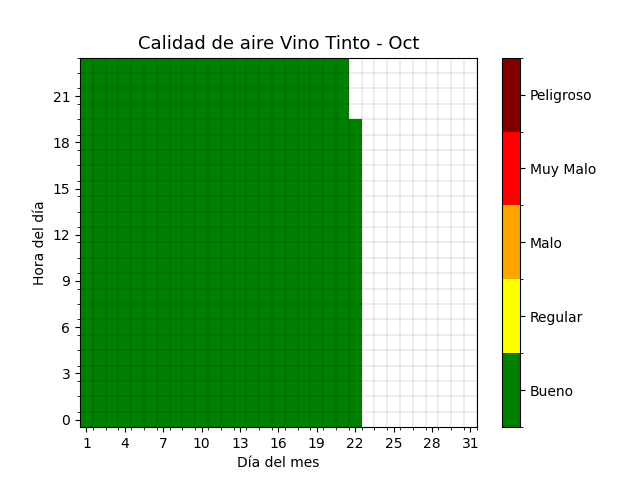 Calidad de aire Vino Tinto - Oct
Hora del día
21
18
15
12
9
6
3
0
1 4 7 10 13 16 19 22 25 28 31
Día del mes
Peligroso
Muy Malo
Malo
Regular
Bueno